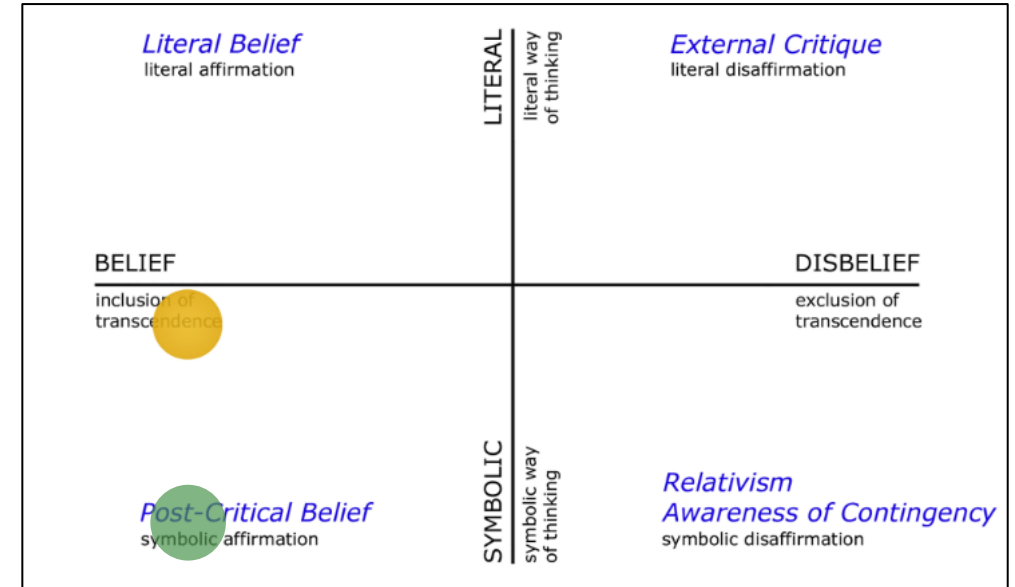 Literal Belief
literal affirmation
LITERAL
literal way
of thinking
External Critique
literal disaffirmation
BELIEF
inclusion of
transcendence
DISBELIEF
exclusion of
transcendence
Post-Critical Belief
symbolic affirmation
SYMBOLIC
symbolic way
of thinking
Relativism
Awareness of Contingency
symbolic disaffirmation